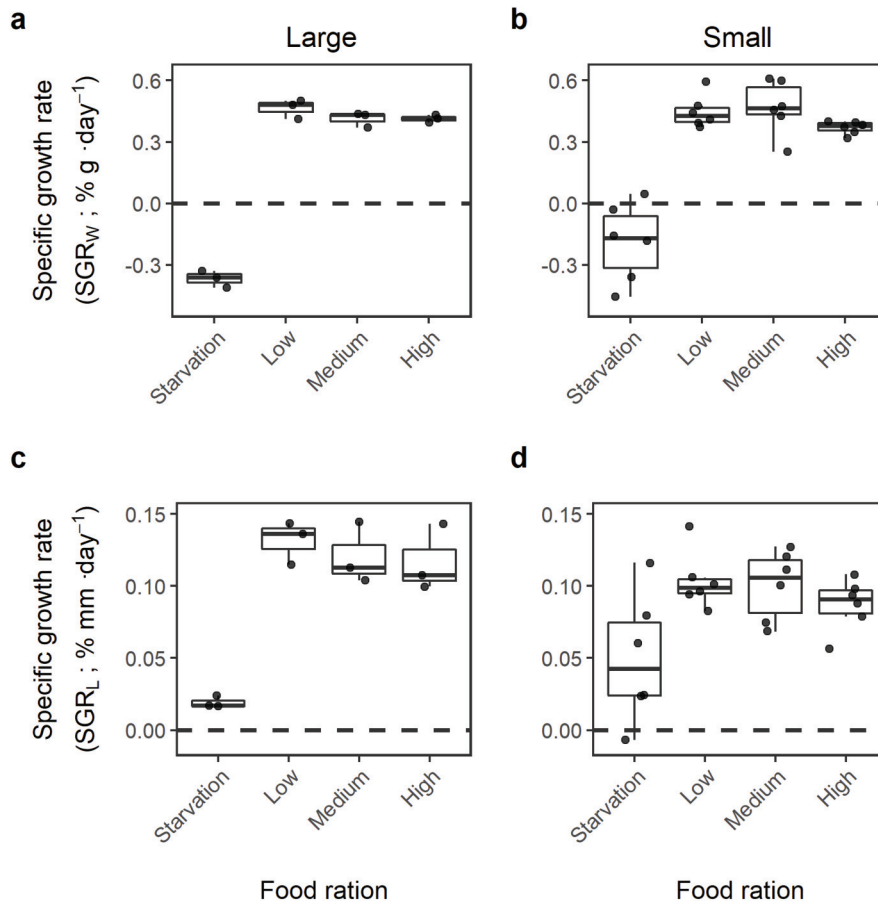 a
b
Large
Small
Specific growth rate
(SGR_W ; % g ·day⁻¹)
0.6
0.3
0.0
-0.3
Starvation
Low
Medium
High
0.6
0.3
0.0
-0.3
Starvation
Low
Medium
High
c
d
Specific growth rate
(SGR_L ; % mm ·day⁻¹)
0.15
0.10
0.05
0.00
Starvation
Low
Medium
High
0.15
0.10
0.05
0.00
Starvation
Low
Medium
High
Food ration
Food ration